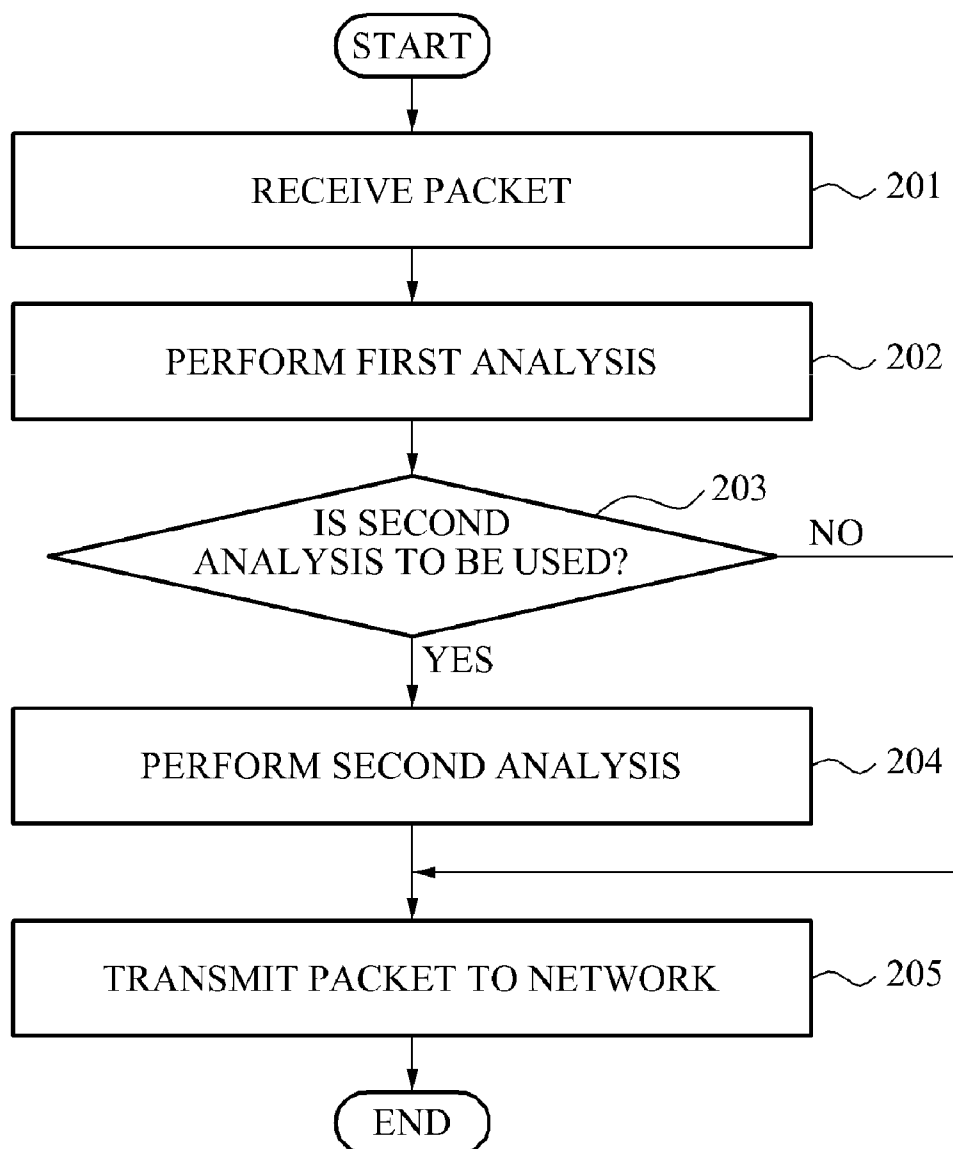 START
RECEIVE PACKET
201
PERFORM FIRST ANALYSIS
202
203
IS SECOND
ANALYSIS TO BE USED?
NO
YES
PERFORM SECOND ANALYSIS
204
TRANSMIT PACKET TO NETWORK
205
END